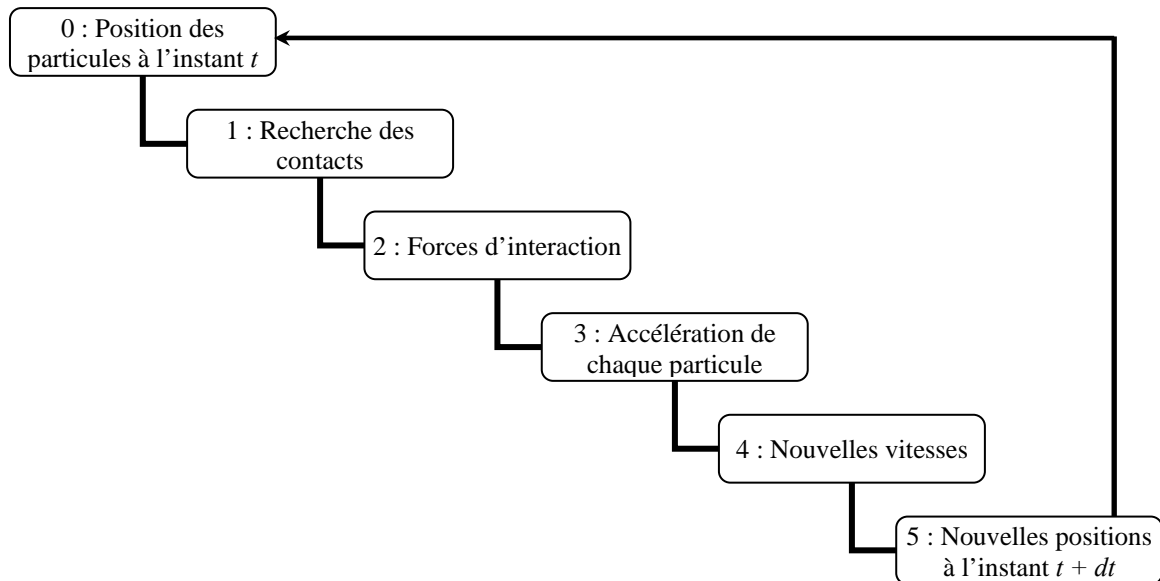 0 : Position des
particules à l’instant t
1 : Recherche des
contacts
2 : Forces d’interaction
3 : Accélération de
chaque particule
4 : Nouvelles vitesses
5 : Nouvelles positions
à l’instant t + dt